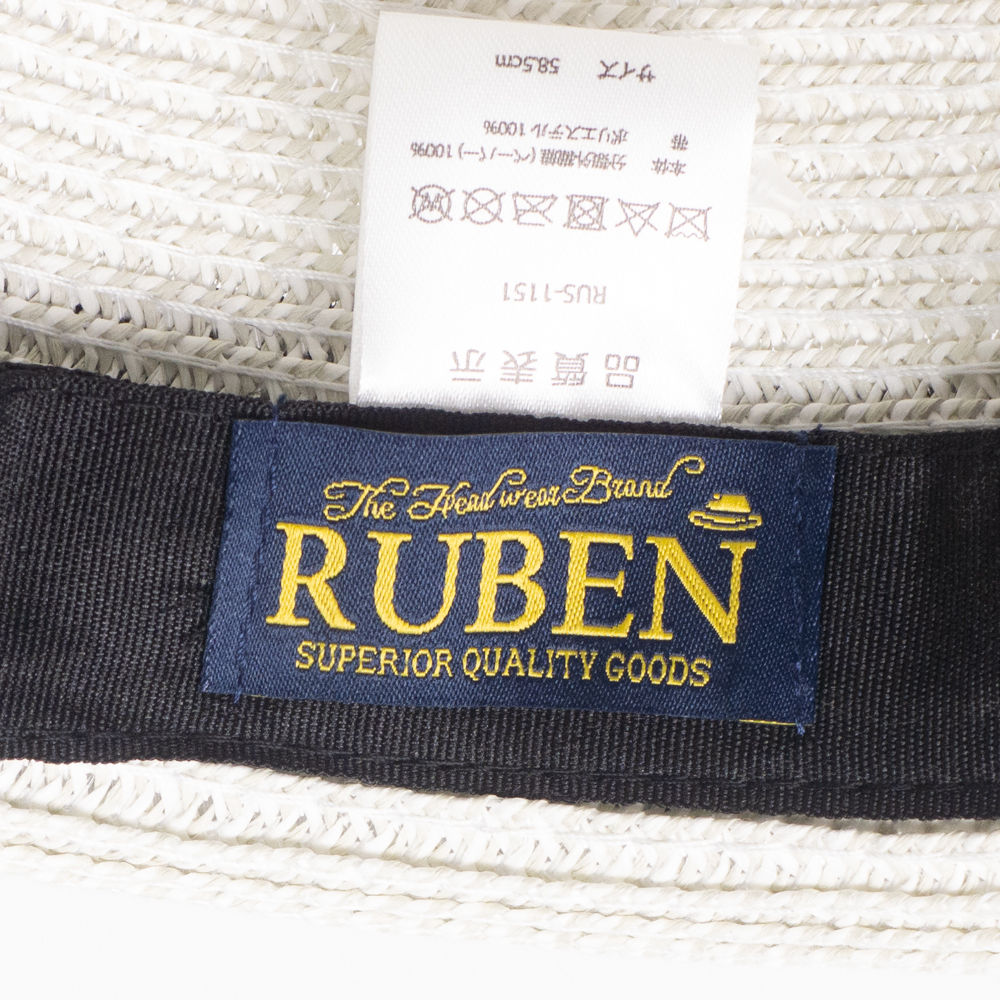 品質表示
RUS-1151
本体 分類外繊維(ペーパー)100%
帯 ポリエステル100%
サイズ 58.5cm
The Head wear Brand
RUBEN
SUPERIOR QUALITY GOODS